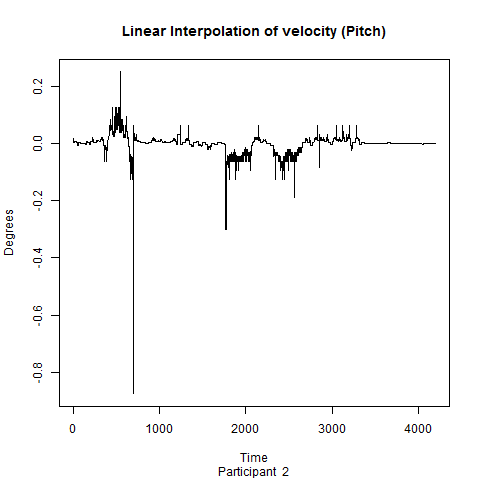 Linear Interpolation of velocity (Pitch)
Degrees
0.2
0.0
-0.2
-0.4
-0.6
-0.8
0 1000 2000 3000 4000
Time
Participant 2